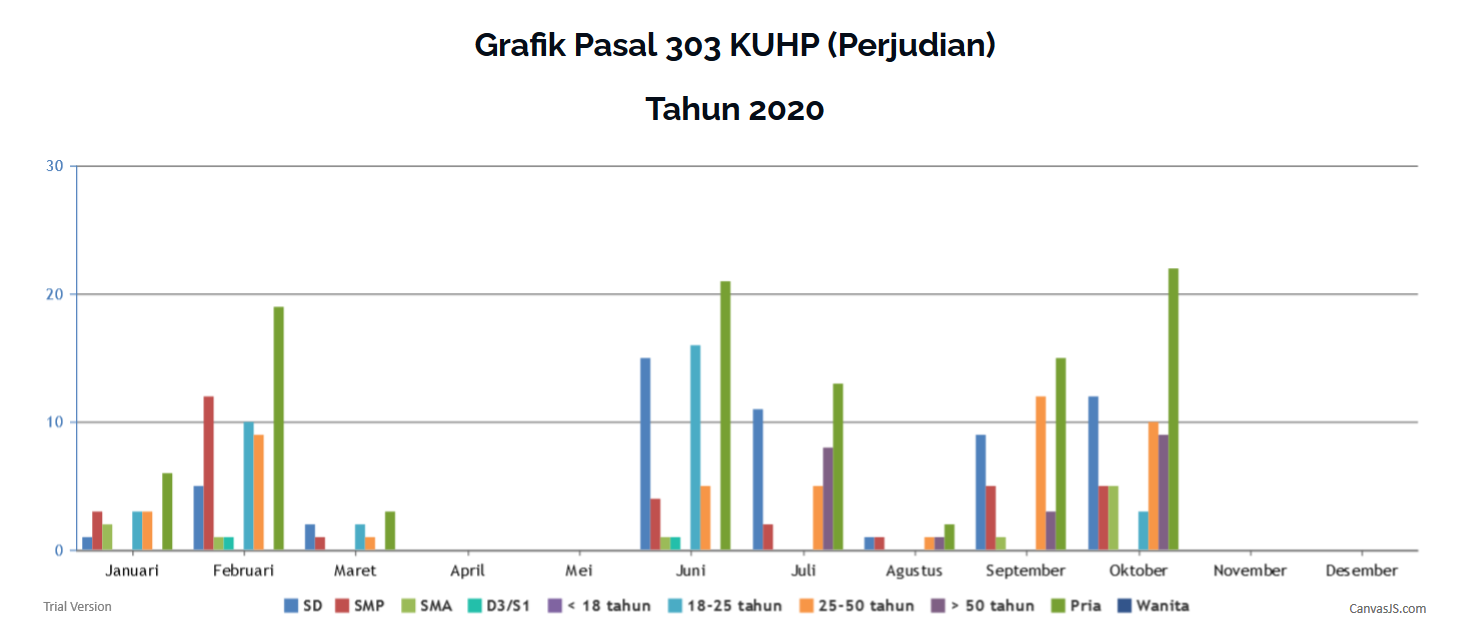 Grafik Pasal 303 KUHP (Perjudian)
Tahun 2020
30
20
10
0
Januari Februari Maret April Mei Juni Juli Agustus September Oktober November Desember
SD SMP SMA D3/S1 < 18 tahun 18-25 tahun 25-50 tahun > 50 tahun Pria Wanita
Trial Version CanvasJS.com